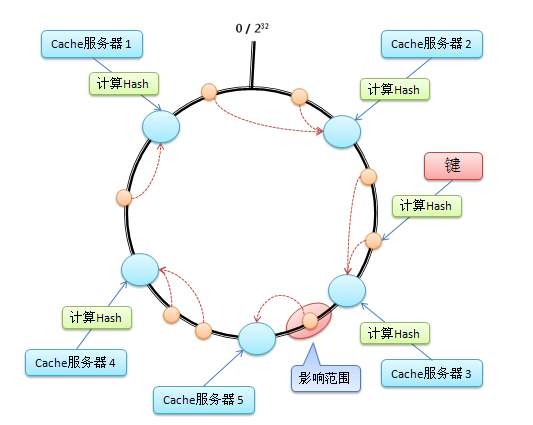 0 / 2³²
Cache服务器 1
Cache服务器 2
计算Hash
计算Hash
键
计算Hash
计算Hash
计算Hash
Cache服务器 4
影响范围
Cache服务器 3
Cache服务器 5